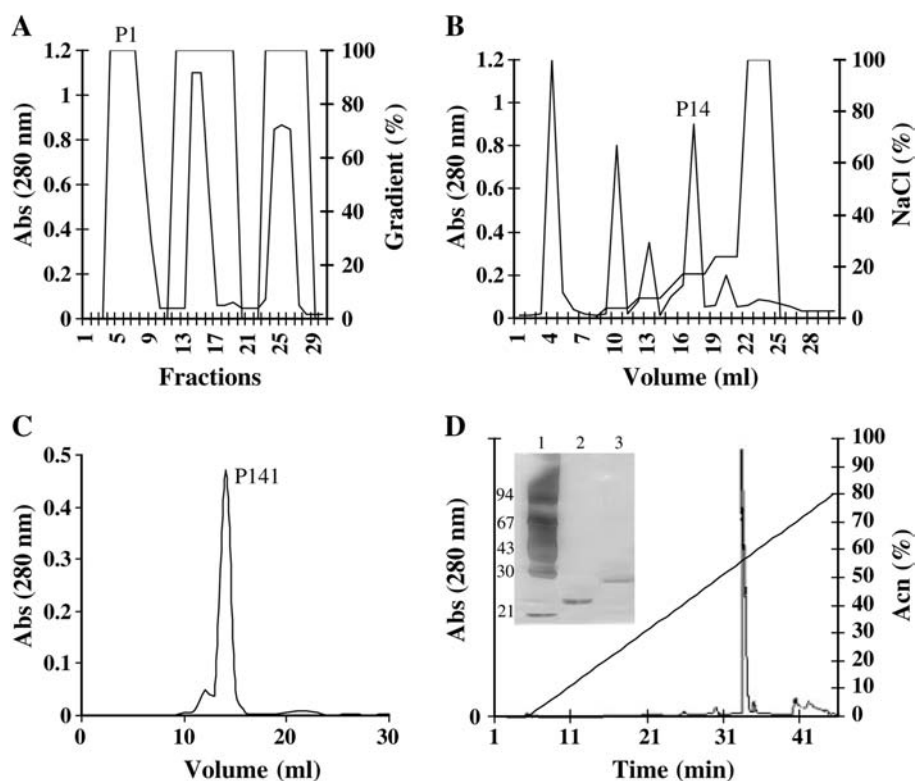 A
P1
Abs (280 nm)
1.2
1
0.8
0.6
0.4
0.2
0
100
80
60
40
20
0
Gradient (%)
1 5 9 13 17 21 25 29
Fractions
B
P14
Abs (280 nm)
1.2
1
0.8
0.6
0.4
0.2
0
100
80
60
40
20
0
NaCl (%)
1 4 7 10 13 16 19 22 25 28
Volume (ml)
C
P141
Abs (280 nm)
0.5
0.4
0.3
0.2
0.1
0
0 10 20 30
Volume (ml)
D
1 2 3
94
67
43
30
21
Abs (280 nm)
0
100
90
80
70
60
50
40
30
20
10
0
Acn (%)
1 11 21 31 41
Time (min)